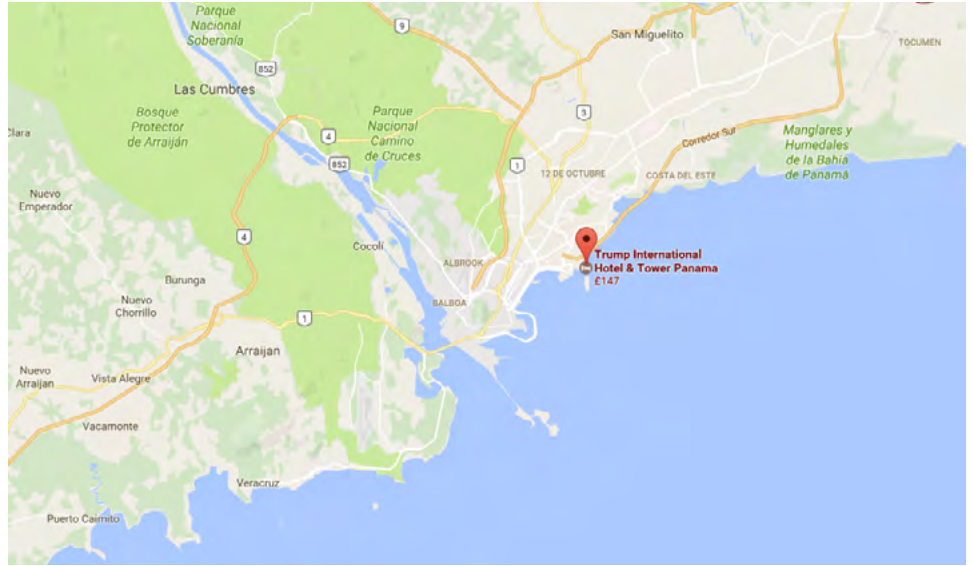 Parque
Nacional
Soberanía
9
San Miguelito
TOCUMEN
852
Las Cumbres
Bosque
Protector
de Arraiján
Parque
Nacional
Camino
de Cruces
3
Clara
4
852
Corredor Sur
Manglares y
Humedales
de la Bahía
de Panamá
1
12 DE OCTUBRE
COSTA DEL ESTE
Nuevo
Emperador
4
Cocolí
ALBROOK
Trump International
Hotel & Tower Panama
£147
Burunga
Nuevo
Chorrillo
BALBOA
1
Arraijan
Nuevo
Arraijan
Vista Alegre
Vacamonte
Veracruz
Puerto Caimito